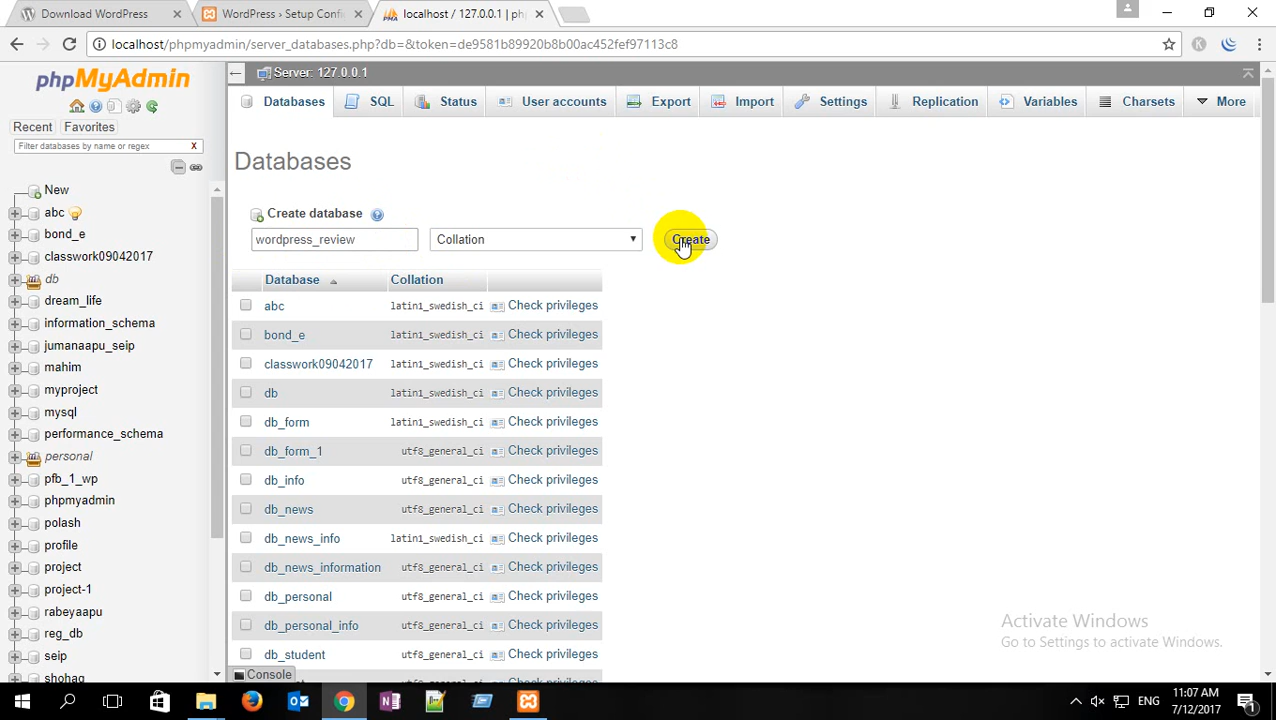 Download WordPress
WordPress › Setup Confi
localhost / 127.0.0.1 | ph
localhost/phpmyadmin/server_databases.php?db=&token=de9581b89920b8b00ac452fef97113c8
phpMyAdmin
Recent
Favorites
Filter databases by name or regex
X
New
abc
bond_e
classwork09042017
db
dream_life
information_schema
jumanaapu_seip
mahim
myproject
mysql
performance_schema
personal
pfb_1_wp
phpmyadmin
polash
profile
project
project-1
rabeyaapu
reg_db
seip
shohag
Server: 127.0.0.1
Databases
SQL
Status
User accounts
Export
Import
Settings
Replication
Variables
Charsets
More
Databases
Create database
wordpress_review
Collation
Create
Database
Collation
abc latin1_swedish_ci Check privileges
bond_e latin1_swedish_ci Check privileges
classwork09042017 latin1_swedish_ci Check privileges
db latin1_swedish_ci Check privileges
db_form latin1_swedish_ci Check privileges
db_form_1 utf8_general_ci Check privileges
db_info utf8_general_ci Check privileges
db_news utf8_general_ci Check privileges
db_news_info latin1_swedish_ci Check privileges
db_news_information utf8_general_ci Check privileges
db_personal utf8_general_ci Check privileges
db_personal_info utf8_general_ci Check privileges
db_student utf8_general_ci Check privileges
Console
Activate Windows
Go to Settings to activate Windows.
ENG
11:07 AM
7/12/2017